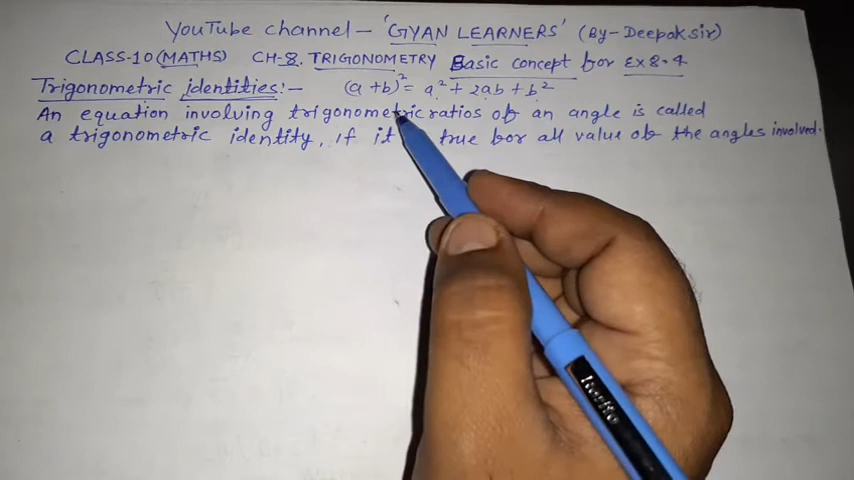 YouTube channel - 'GYAN LEARNERS' (By-Deepak sir)
CLASS-10 (MATHS) CH-8. TRIGONOMETRY Basic concept for Ex 8.4
Trigonometric identities:- (a+b)² = a² + 2ab + b²
An equation involving trigonometric ratios of an angle is called
a trigonometric identity, if it true for all value of the angles involved.